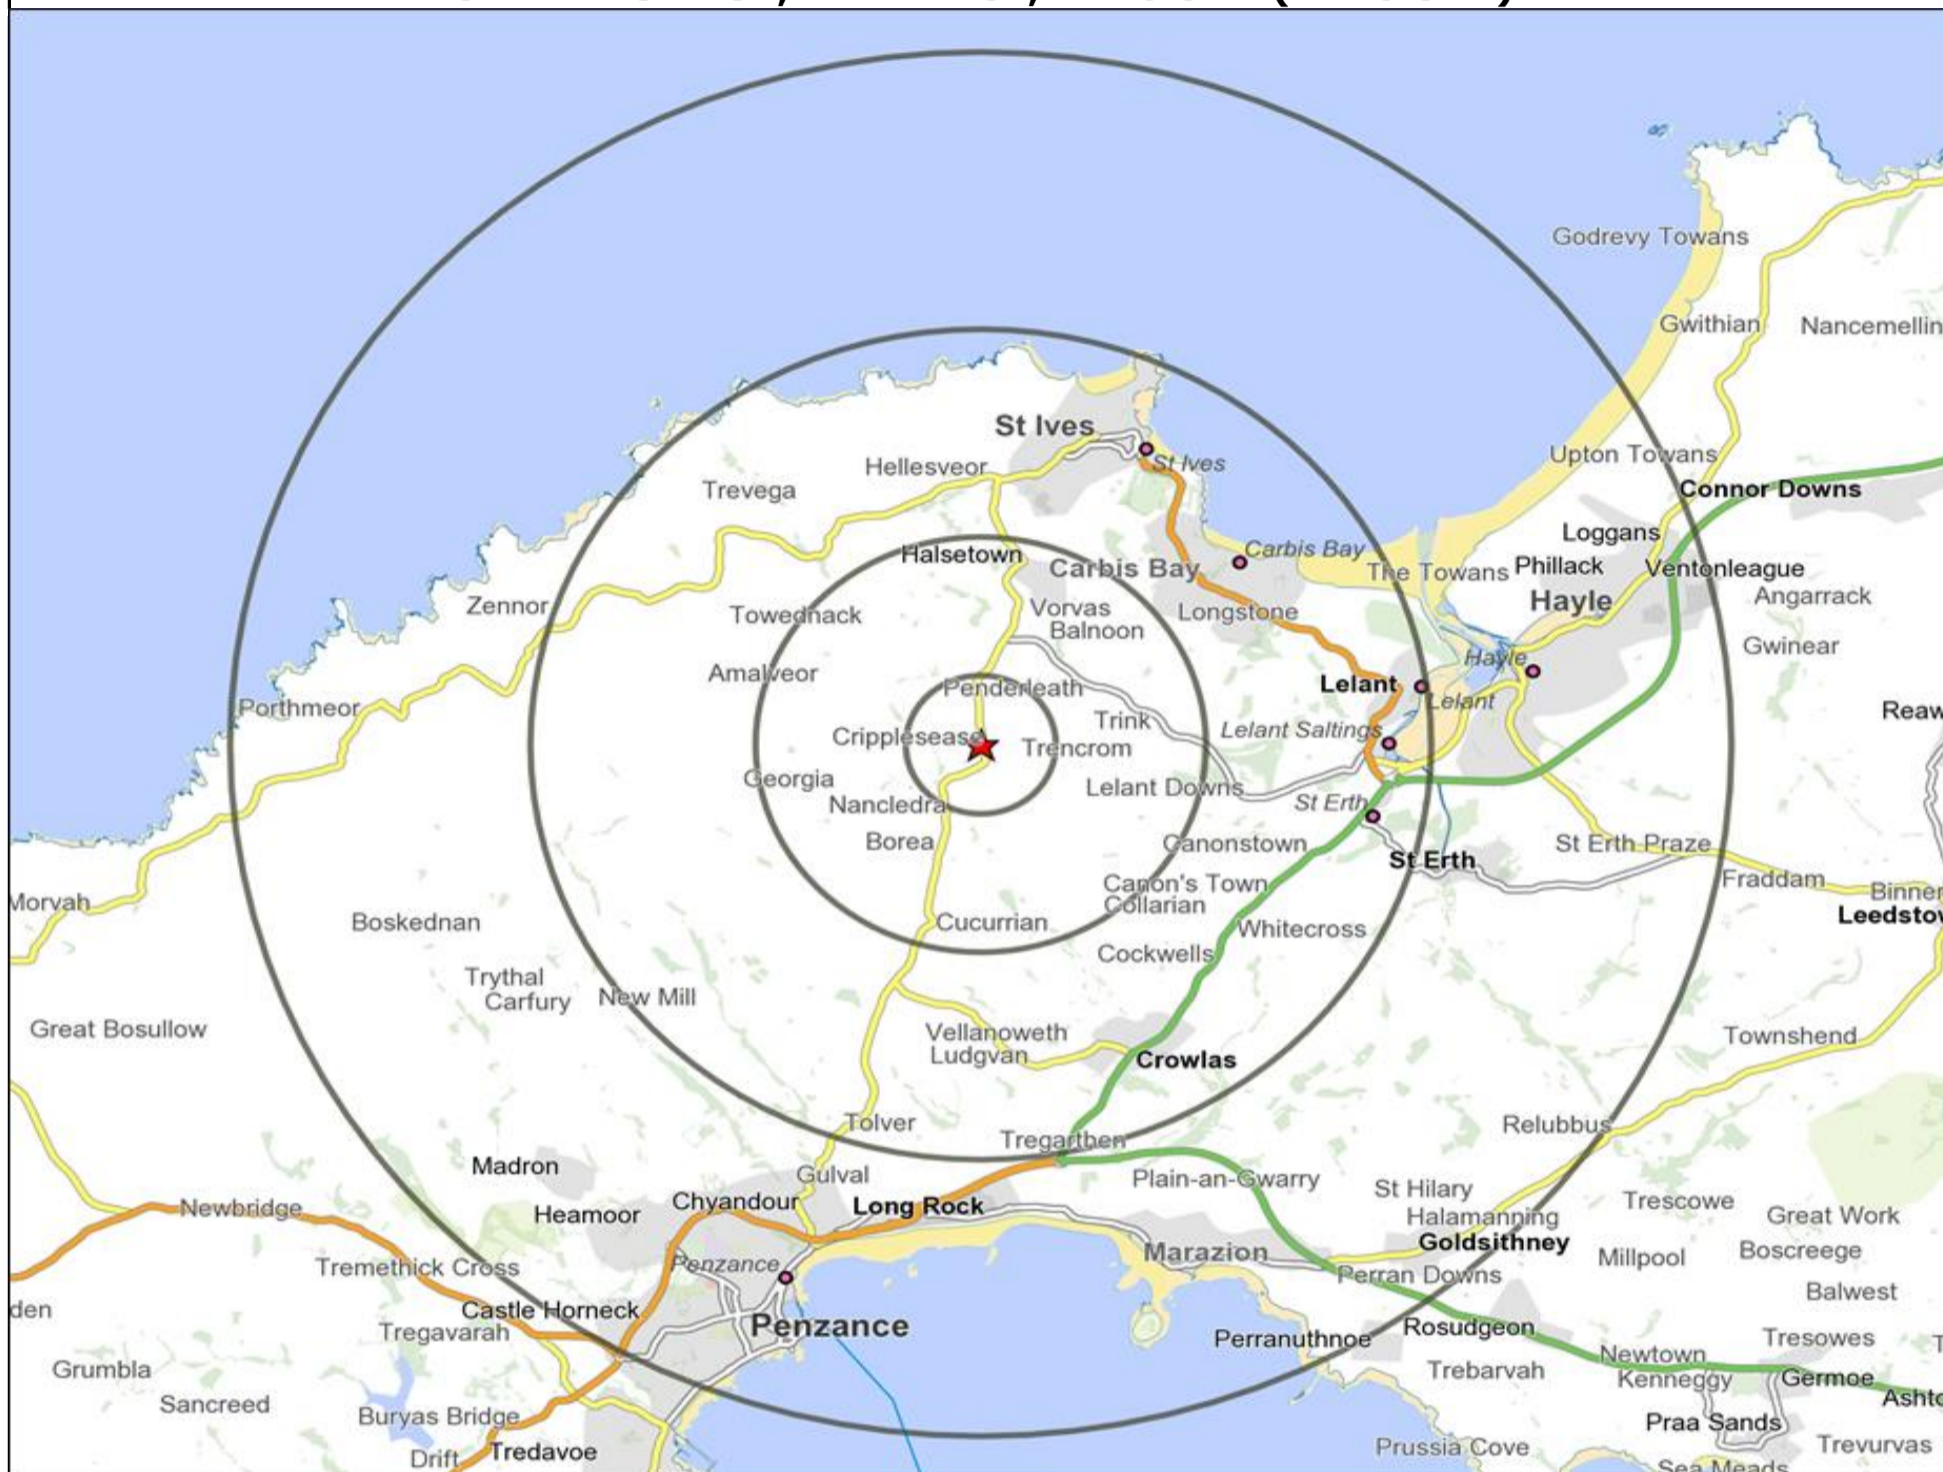 Godrevy Towans
Gwithian
Nancemellin
St Ives
Upton Towans
Hellesveor
St Ives
Trevega
Connor Downs
Loggans
Halsetown
Carbis Bay
Carbis Bay
The Towans
Phillack
Ventonleague
Zennor
Towednack
Vorvas
Balnoon
Longstone
Hayle
Angarrack
Gwinear
Amalveor
Penderleath
Hayle
Lelant
Lelant
Porthmeor
Trink
Reaw
Cripplesease
Trencrom
Lelant Saltings
Georgia
Lelant Downs
Nancledra
St Erth
Borea
Canonstown
St Erth
St Erth Praze
Canon's Town
Collarian
Fraddam
Binner
Morvah
Leedstow
Boskednan
Cucurrian
Whitecross
Cockwells
Trythal
Carfury
New Mill
Great Bosullow
Vellanoweth
Ludgvan
Crowlas
Townshend
Tolver
Tregarthen
Relubbus
Madron
Gulval
Plain-an-Gwarry
St Hilary
Newbridge
Heamoor
Chyandour
Long Rock
Halamanning
Trescowe
Great Work
Goldsithney
Millpool
Boscreege
Tremethick Cross
Penzance
Marazion
Perran Downs
Balwest
den
Castle Horneck
Tregavarah
Penzance
Perranuthnoe
Rosudgeon
Tresowes
T
Newtown
Grumbla
Trebarvah
Kenneggy
Germoe
Ashto
Sancreed
Buryas Bridge
Praa Sands
Drift
Tredavoe
Prussia Cove
Trevurvas
Sea Meads